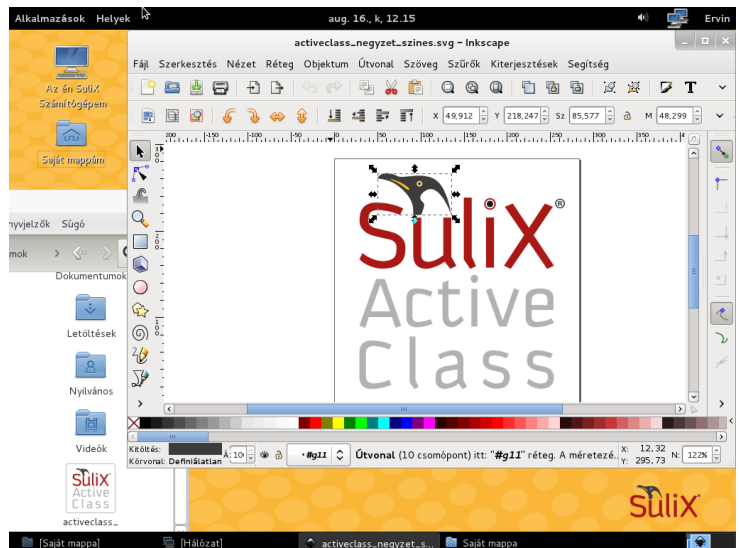 Alkalmazások Helyek aug. 16., k, 12.15 Ervin
activeclass_negyzet_szines.svg – Inkscape
Fájl Szerkesztés Nézet Réteg Objektum Útvonal Szöveg Szűrők Kiterjesztések Segítség
Az én SuliX
Számítógépem
X 49,912 Y 218,247 Sz 85,577 M 48,299
Saját mappám
SuliX®
Active
Class
nyvjelzők Súgó
mok
Dokumentumok
Letöltések
Nyilvános
Videók
SuliX
Active
Class
activeclass_
Kitöltés:
Körvonal: Definiálatlan
Á: 10
•#g11
Útvonal (10 csomópont) itt: "#g11" réteg. A méretezé..
X: 12,32
Y: 295,73
N: 122%
SuliX
[Saját mappa] [Hálózat] activeclass_negyzet_s... Saját mappa